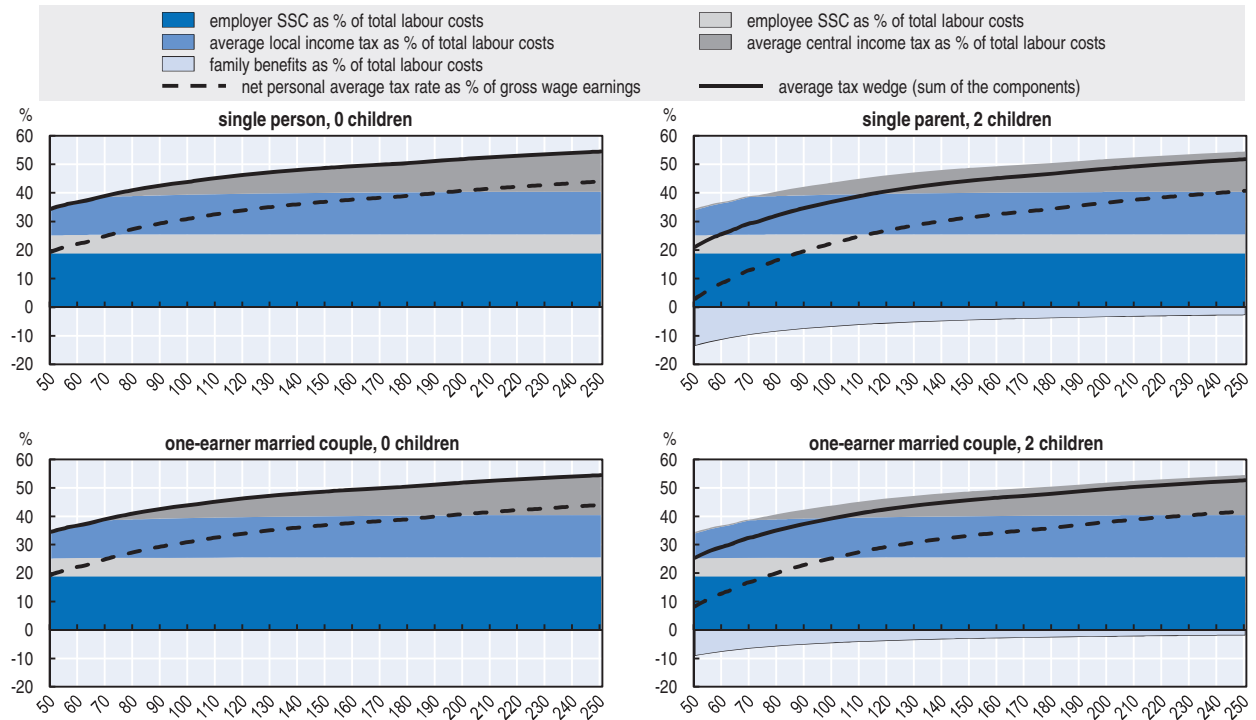 employer SSC as % of total labour costs
employee SSC as % of total labour costs
average local income tax as % of total labour costs
average central income tax as % of total labour costs
family benefits as % of total labour costs
net personal average tax rate as % of gross wage earnings
average tax wedge (sum of the components)
%
single person, 0 children
60
50
40
30
20
10
0
-10
-20
50 60 70 80 90 100 110 120 130 140 150 160 170 180 190 200 210 220 230 240 250
%
single parent, 2 children
60
50
40
30
20
10
0
-10
-20
50 60 70 80 90 100 110 120 130 140 150 160 170 180 190 200 210 220 230 240 250
%
one-earner married couple, 0 children
60
50
40
30
20
10
0
-10
-20
50 60 70 80 90 100 110 120 130 140 150 160 170 180 190 200 210 220 230 240 250
%
one-earner married couple, 2 children
60
50
40
30
20
10
0
-10
-20
50 60 70 80 90 100 110 120 130 140 150 160 170 180 190 200 210 220 230 240 250